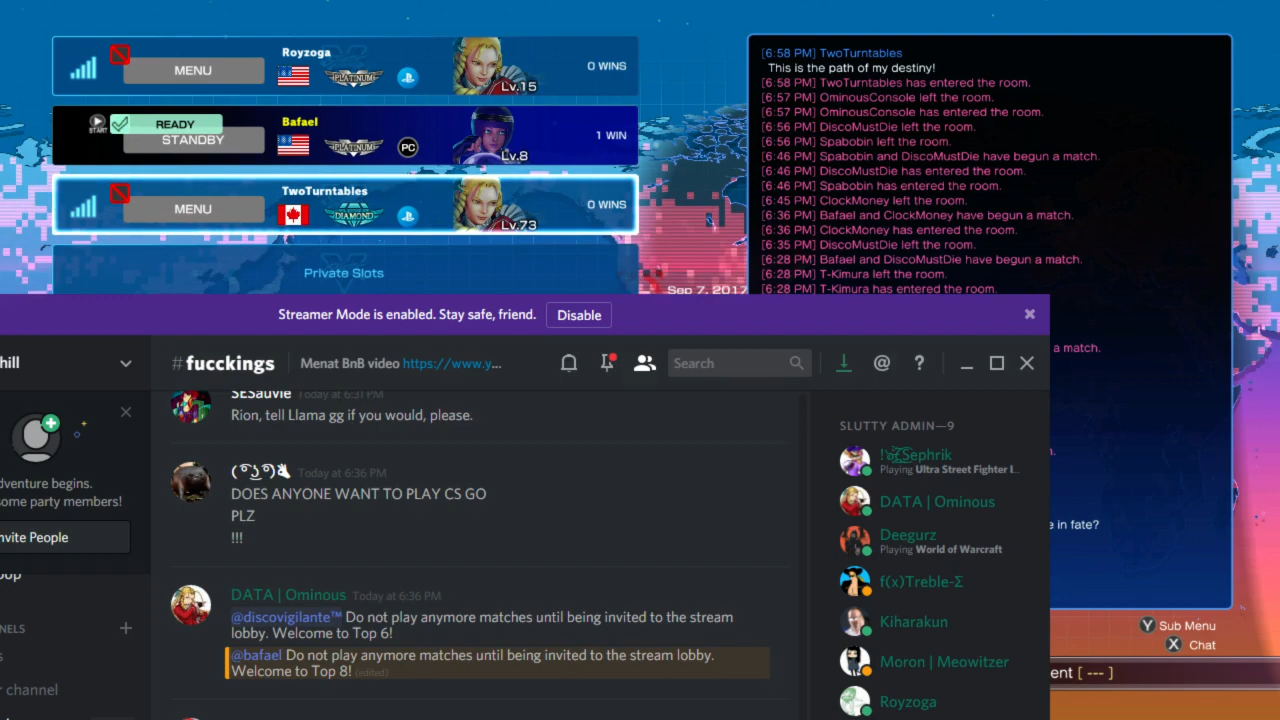 Royzoga
MENU
PLATINUM
Lv.15
0 WINS
START
READY
STANDBY
Bafael
PLATINUM
PC
Lv.8
1 WIN
TwoTurntables
MENU
DIAMOND
Lv.73
0 WINS
Private Slots
Sep 7, 2017
[6:58 PM] TwoTurntables
This is the path of my destiny!
[6:58 PM] TwoTurntables has entered the room.
[6:57 PM] OminousConsole left the room.
[6:57 PM] OminousConsole has entered the room.
[6:56 PM] DiscoMustDie left the room.
[6:56 PM] Spabobin left the room.
[6:46 PM] Spabobin and DiscoMustDie have begun a match.
[6:46 PM] DiscoMustDie has entered the room.
[6:46 PM] Spabobin has entered the room.
[6:45 PM] ClockMoney left the room.
[6:36 PM] Bafael and ClockMoney have begun a match.
[6:36 PM] ClockMoney has entered the room.
[6:35 PM] DiscoMustDie left the room.
[6:28 PM] Bafael and DiscoMustDie have begun a match.
[6:28 PM] T-Kimura left the room.
[6:28 PM] T-Kimura has entered the room.
a match.
e in fate?
Y Sub Menu
X Chat
ent [ --- ]
Streamer Mode is enabled. Stay safe, friend. Disable
hill
#fucckings
Menat BnB video https://www.y...
Search
@ ?
dventure begins.
some party members!
nvite People
NELS
r channel
SESauvie Today at 6:31 PM
Rion, tell Llama gg if you would, please.
Today at 6:36 PM
DOES ANYONE WANT TO PLAY CS GO
PLZ
!!!
DATA | Ominous Today at 6:36 PM
@discovigilante™ Do not play anymore matches until being invited to the stream
lobby. Welcome to Top 6!
@bafael Do not play anymore matches until being invited to the stream lobby.
Welcome to Top 8! (edited)
SLUTTY ADMIN—9
Sephrik
Playing Ultra Street Fighter I...
DATA | Ominous
Deegurz
Playing World of Warcraft
f(x)Treble-Σ
Kiharakun
Moron | Meowitzer
Royzoga